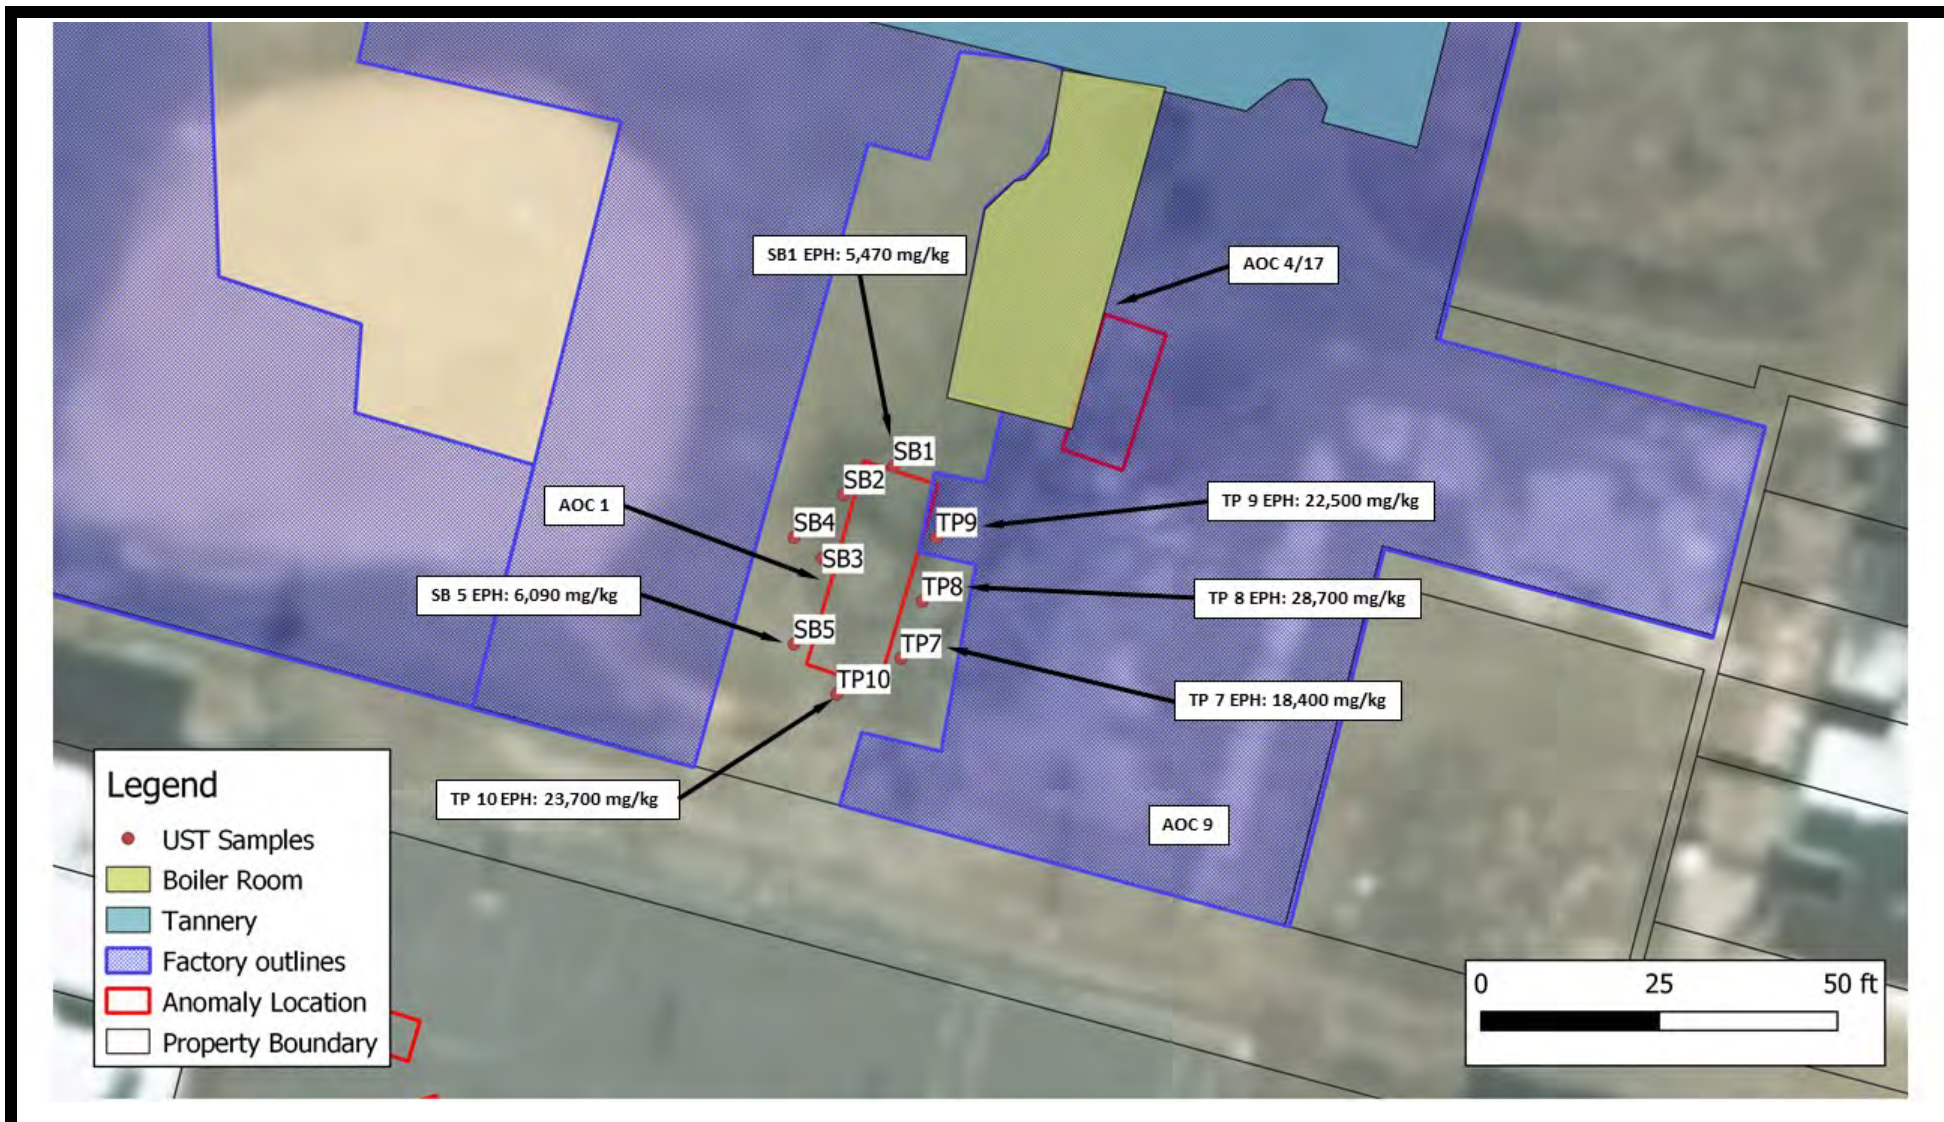 SB1 EPH: 5,470 mg/kg
AOC 4/17
SB1
SB2
AOC 1
TP 9 EPH: 22,500 mg/kg
SB4
TP9
SB3
SB 5 EPH: 6,090 mg/kg
TP8
TP 8 EPH: 28,700 mg/kg
SB5
TP7
TP10
TP 7 EPH: 18,400 mg/kg
TP 10 EPH: 23,700 mg/kg
AOC 9
Legend
UST Samples
Boiler Room
Tannery
Factory outlines
Anomaly Location
Property Boundary
0 25 50 ft